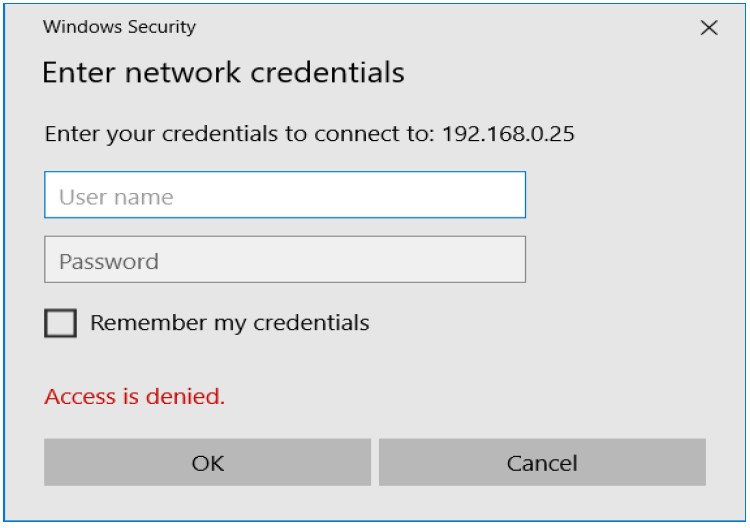 Windows Security
Enter network credentials
Enter your credentials to connect to: 192.168.0.25
User name
Password
Remember my credentials
Access is denied.
OK
Cancel